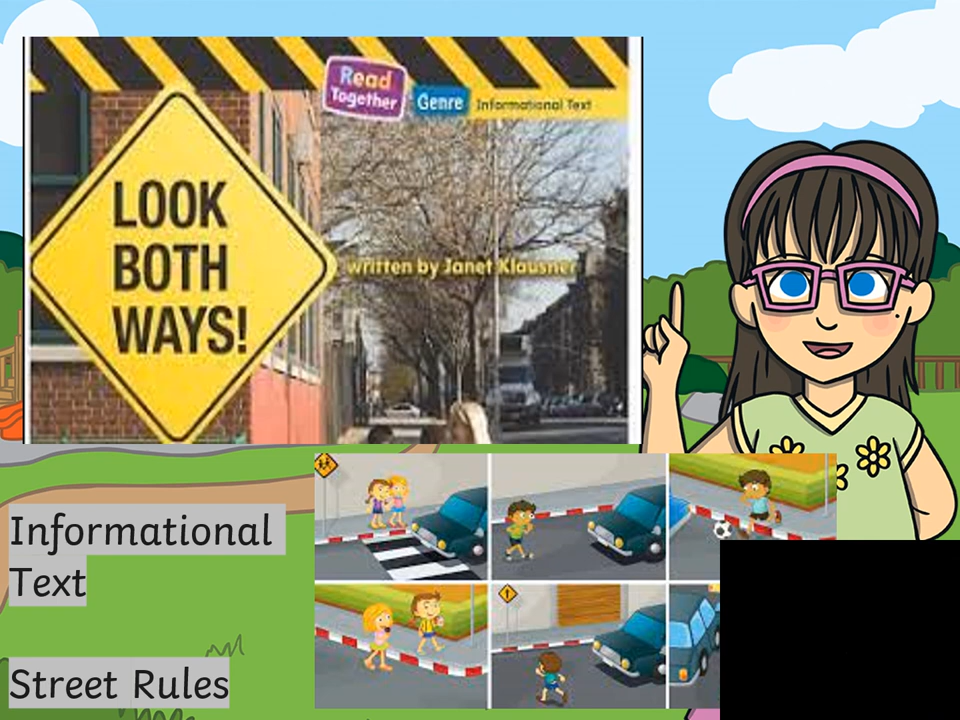 Read
Together
Genre
Informational Text
LOOK
BOTH
WAYS!
written by Janet Klausner
Informational
Text
Street Rules